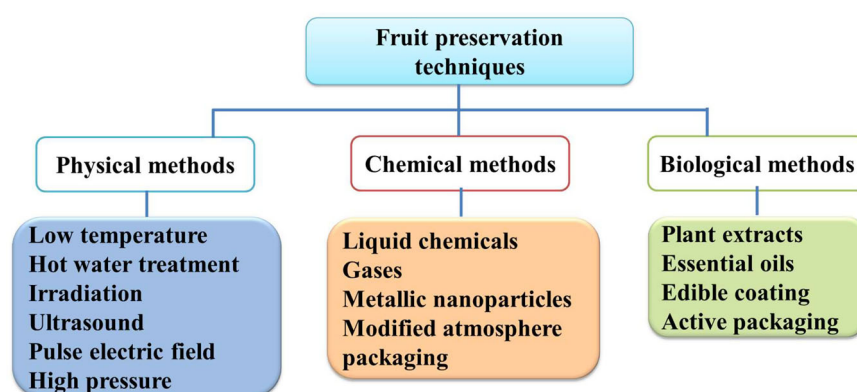 Fruit preservation
techniques
Physical methods
Chemical methods
Biological methods
Low temperature
Hot water treatment
Irradiation
Ultrasound
Pulse electric field
High pressure
Liquid chemicals
Gases
Metallic nanoparticles
Modified atmosphere
packaging
Plant extracts
Essential oils
Edible coating
Active packaging